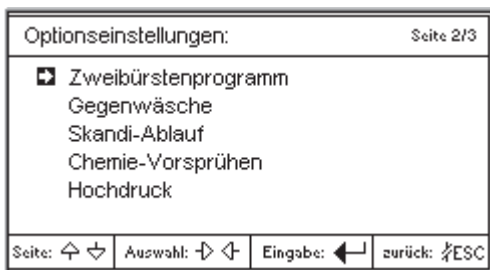 Optionseinstellungen: Seite 2/3
Zweibürstenprogramm
Gegenwäsche
Skandi-Ablauf
Chemie-Vorsprühen
Hochdruck
Seite: Auswahl: Eingabe: zurück: ESC